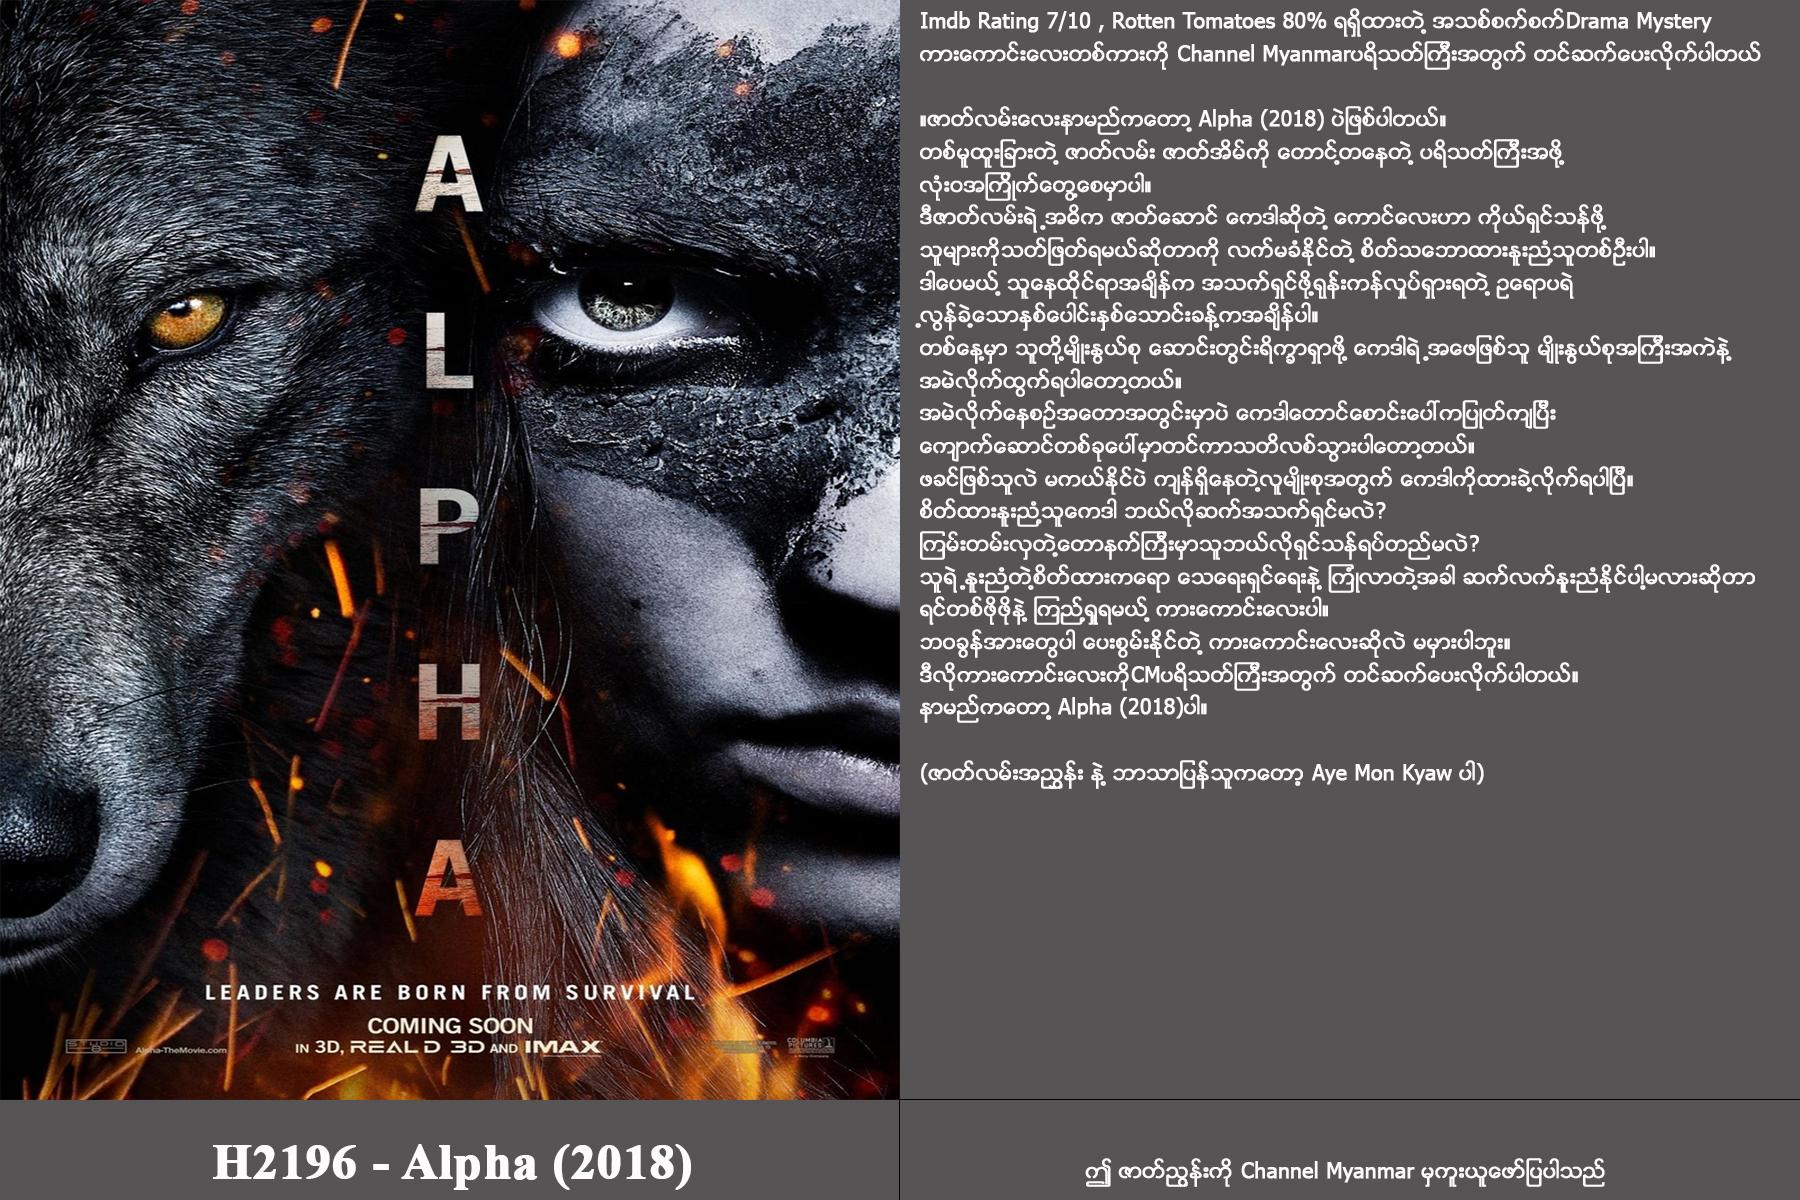 A
L
P
H
A
LEADERS ARE BORN FROM SURVIVAL
COMING SOON
IN 3D, REAL D 3D AND IMAX
STUDIO 8
Alpha-TheMovie.com
COLUMBIA PICTURES
H2196 - Alpha (2018)
Imdb Rating 7/10 , Rotten Tomatoes 80% ရရှိထားတဲ့ အသစ်စက်စက်Drama Mystery
ကားကောင်းလေးတစ်ကားကို Channel Myanmarပရိသတ်ကြီးအတွက် တင်ဆက်ပေးလိုက်ပါတယ်
။ဇာတ်လမ်းလေးနာမည်ကတော့ Alpha (2018) ပဲဖြစ်ပါတယ်။
တစ်မူထူးခြားတဲ့ ဇာတ်လမ်း ဇာတ်အိမ်ကို တောင့်တနေတဲ့ ပရိသတ်ကြီးအဖို့
လုံးဝအကြိုက်တွေ့စေမှာပါ။
ဒီဇာတ်လမ်းရဲ့အဓိက ဇာတ်ဆောင် ကေဒါဆိုတဲ့ ကောင်လေးဟာ ကိုယ်ရှင်သန်ဖို့
သူများကိုသတ်ဖြတ်ရမယ်ဆိုတာကို လက်မခံနိုင်တဲ့ စိတ်သဘောထားနူးညံ့သူတစ်ဦးပါ။
ဒါပေမယ့် သူနေထိုင်ရာအချိန်က အသက်ရှင်ဖို့ရုန်းကန်လှုပ်ရှားရတဲ့ ဥရောပရဲ
့လွန်ခဲ့သောနှစ်ပေါင်းနှစ်သောင်းခန့်ကအချိန်ပါ။
တစ်နေ့မှာ သူတို့မျိုးနွယ်စု ဆောင်းတွင်းရိက္ခာရှာဖို့ ကေဒါရဲ့အဖေဖြစ်သူ မျိုးနွယ်စုအကြီးအကဲနဲ့
အမဲလိုက်ထွက်ရပါတော့တယ်။
အမဲလိုက်နေစဉ်အတောအတွင်းမှာပဲ ကေဒါတောင်စောင်းပေါ်ကပြုတ်ကျပြီး
ကျောက်ဆောင်တစ်ခုပေါ်မှာတင်ကာသတိလစ်သွားပါတော့တယ်။
ဖခင်ဖြစ်သူလဲ မကယ်နိုင်ပဲ ကျန်ရှိနေတဲ့လူမျိုးစုအတွက် ကေဒါကိုထားခဲ့လိုက်ရပါပြီ။
စိတ်ထားနူးညံ့သူကေဒါ ဘယ်လိုဆက်အသက်ရှင်မလဲ?
ကြမ်းတမ်းလှတဲ့တောနက်ကြီးမှာသူဘယ်လိုရှင်သန်ရပ်တည်မလဲ?
သူရဲ့နူးညံ့တဲ့စိတ်ထားကရော သေရေးရှင်ရေးနဲ့ ကြုံလာတဲ့အခါ ဆက်လက်နူးညံနိုင်ပါ့မလားဆိုတာ
ရင်တစ်ဖိုဖိုနဲ့ ကြည့်ရှုရမယ့် ကားကောင်းလေးပါ။
ဘဝခွန်အားတွေပါ ပေးစွမ်းနိုင်တဲ့ ကားကောင်းလေးဆိုလဲ မမှားပါဘူး။
ဒီလိုကားကောင်းလေးကိုCMပရိသတ်ကြီးအတွက် တင်ဆက်ပေးလိုက်ပါတယ်။
နာမည်ကတော့ Alpha (2018)ပါ။
(ဇာတ်လမ်းအညွှန်း နဲ့ ဘာသာပြန်သူကတော့ Aye Mon Kyaw ပါ)
ဤ ဇာတ်ညွှန်းကို Channel Myanmar မှကူးယူဖော်ပြပါသည်